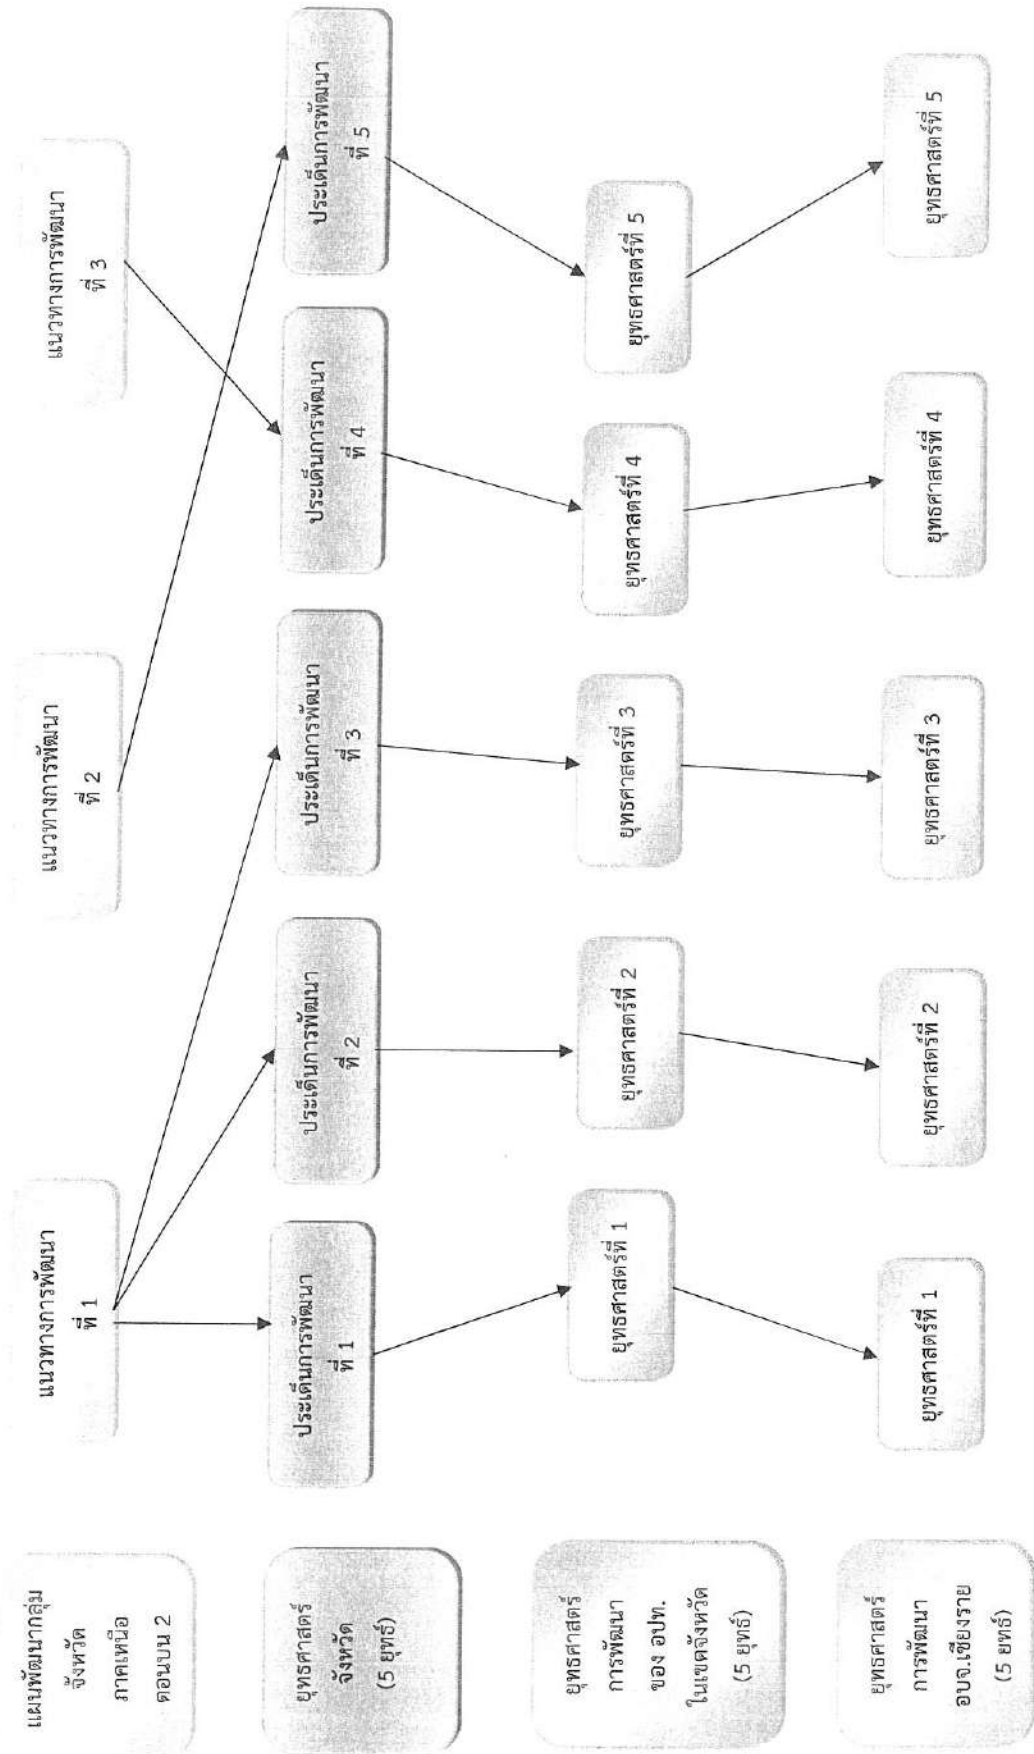 แผนพัฒนากลุ่ม
จังหวัด
ภาคเหนือ
ตอนบน 2
แนวทางการพัฒนา
ที่ 1
แนวทางการพัฒนา
ที่ 2
แนวทางการพัฒนา
ที่ 3
ยุทธศาสตร์
จังหวัด
(5 ยุทธ์)
ประเด็นการพัฒนา
ที่ 1
ประเด็นการพัฒนา
ที่ 2
ประเด็นการพัฒนา
ที่ 3
ประเด็นการพัฒนา
ที่ 4
ประเด็นการพัฒนา
ที่ 5
ยุทธศาสตร์
การพัฒนา
ของ อปท.
ในเขตจังหวัด
(5 ยุทธ์)
ยุทธศาสตร์ที่ 1
ยุทธศาสตร์ที่ 2
ยุทธศาสตร์ที่ 3
ยุทธศาสตร์ที่ 4
ยุทธศาสตร์ที่ 5
ยุทธศาสตร์
การพัฒนา
อบจ.เชียงราย
(5 ยุทธ์)
ยุทธศาสตร์ที่ 1
ยุทธศาสตร์ที่ 2
ยุทธศาสตร์ที่ 3
ยุทธศาสตร์ที่ 4
ยุทธศาสตร์ที่ 5